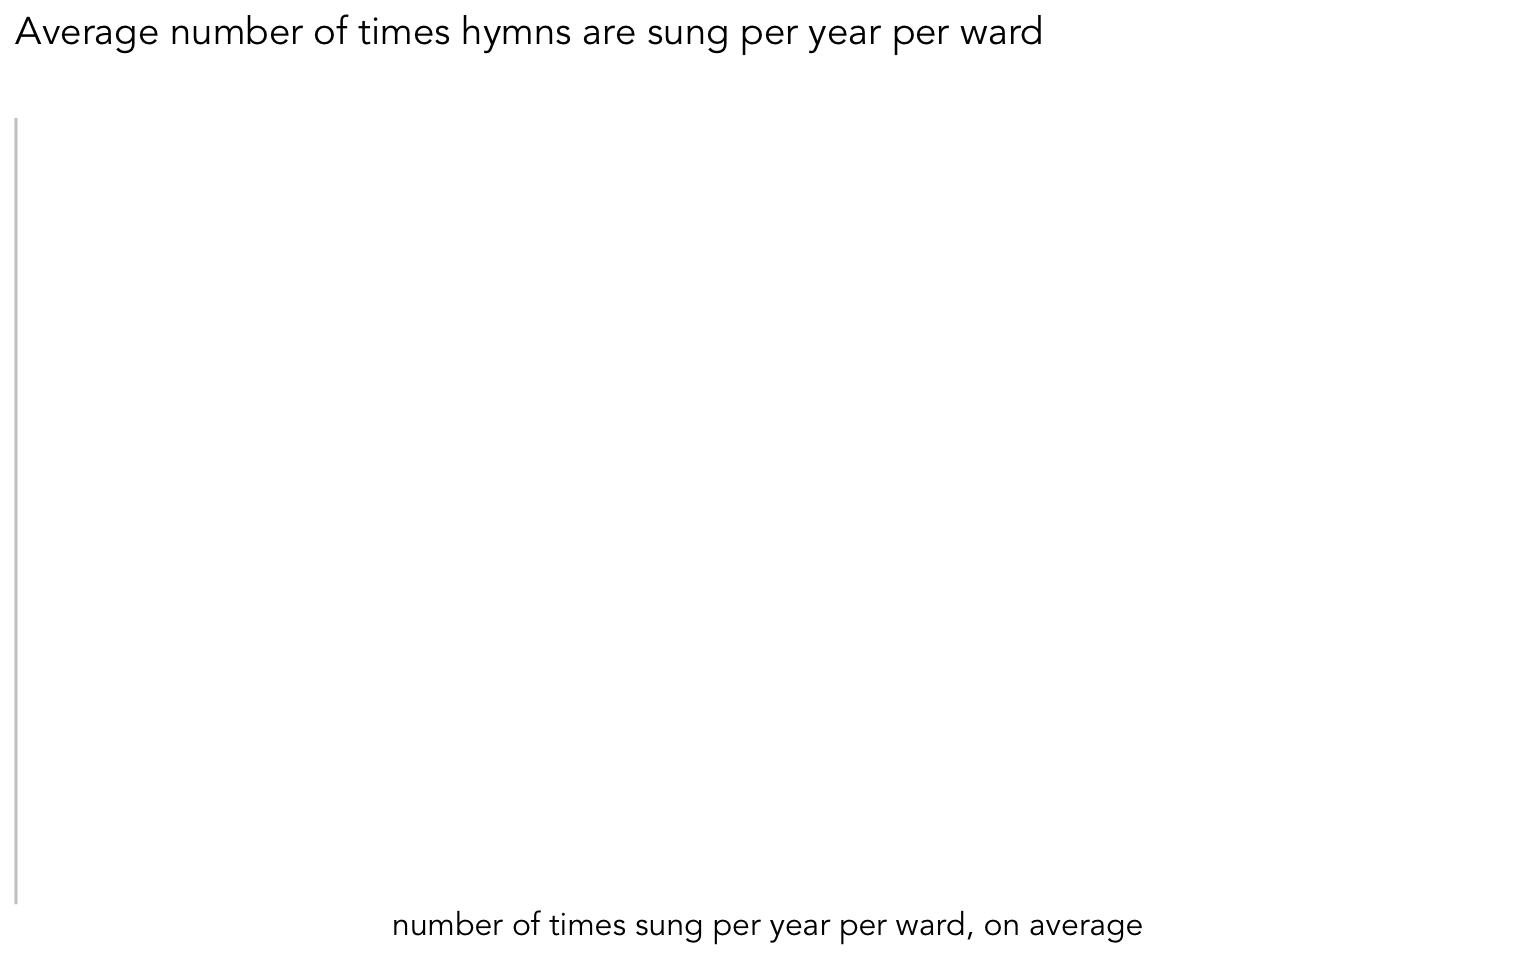 Average number of times hymns are sung per year per ward
number of times sung per year per ward, on average